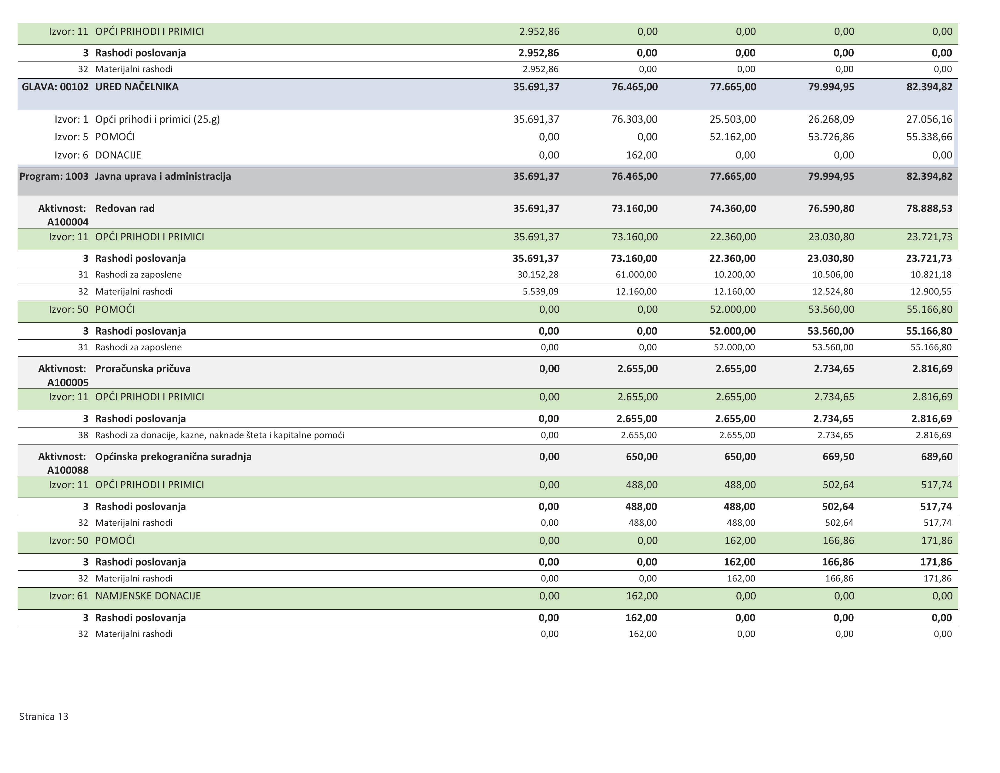 Izvor: 11 OPĆI PRIHODI I PRIMICI 2.952,86 0,00 0,00 0,00 0,00
3 Rashodi poslovanja 2.952,86 0,00 0,00 0,00 0,00
32 Materijalni rashodi 2.952,86 0,00 0,00 0,00 0,00
GLAVA: 00102 URED NAČELNIKA 35.691,37 76.465,00 77.665,00 79.994,95 82.394,82
Izvor: 1 Opći prihodi i primici (25.g) 35.691,37 76.303,00 25.503,00 26.268,09 27.056,16
Izvor: 5 POMOĆI 0,00 0,00 52.162,00 53.726,86 55.338,66
Izvor: 6 DONACIJE 0,00 162,00 0,00 0,00 0,00
Program: 1003 Javna uprava i administracija 35.691,37 76.465,00 77.665,00 79.994,95 82.394,82
Aktivnost: Redovan rad 35.691,37 73.160,00 74.360,00 76.590,80 78.888,53
A100004
Izvor: 11 OPĆI PRIHODI I PRIMICI 35.691,37 73.160,00 22.360,00 23.030,80 23.721,73
3 Rashodi poslovanja 35.691,37 73.160,00 22.360,00 23.030,80 23.721,73
31 Rashodi za zaposlene 30.152,28 61.000,00 10.200,00 10.506,00 10.821,18
32 Materijalni rashodi 5.539,09 12.160,00 12.160,00 12.524,80 12.900,55
Izvor: 50 POMOĆI 0,00 0,00 52.000,00 53.560,00 55.166,80
3 Rashodi poslovanja 0,00 0,00 52.000,00 53.560,00 55.166,80
31 Rashodi za zaposlene 0,00 0,00 52.000,00 53.560,00 55.166,80
Aktivnost: Proračunska pričuva 0,00 2.655,00 2.655,00 2.734,65 2.816,69
A100005
Izvor: 11 OPĆI PRIHODI I PRIMICI 0,00 2.655,00 2.655,00 2.734,65 2.816,69
3 Rashodi poslovanja 0,00 2.655,00 2.655,00 2.734,65 2.816,69
38 Rashodi za donacije, kazne, naknade šteta i kapitalne pomoći 0,00 2.655,00 2.655,00 2.734,65 2.816,69
Aktivnost: Općinska prekogranična suradnja 0,00 650,00 650,00 669,50 689,60
A100088
Izvor: 11 OPĆI PRIHODI I PRIMICI 0,00 488,00 488,00 502,64 517,74
3 Rashodi poslovanja 0,00 488,00 488,00 502,64 517,74
32 Materijalni rashodi 0,00 488,00 488,00 502,64 517,74
Izvor: 50 POMOĆI 0,00 0,00 162,00 166,86 171,86
3 Rashodi poslovanja 0,00 0,00 162,00 166,86 171,86
32 Materijalni rashodi 0,00 0,00 162,00 166,86 171,86
Izvor: 61 NAMJENSKE DONACIJE 0,00 162,00 0,00 0,00 0,00
3 Rashodi poslovanja 0,00 162,00 0,00 0,00 0,00
32 Materijalni rashodi 0,00 162,00 0,00 0,00 0,00
Stranica 13